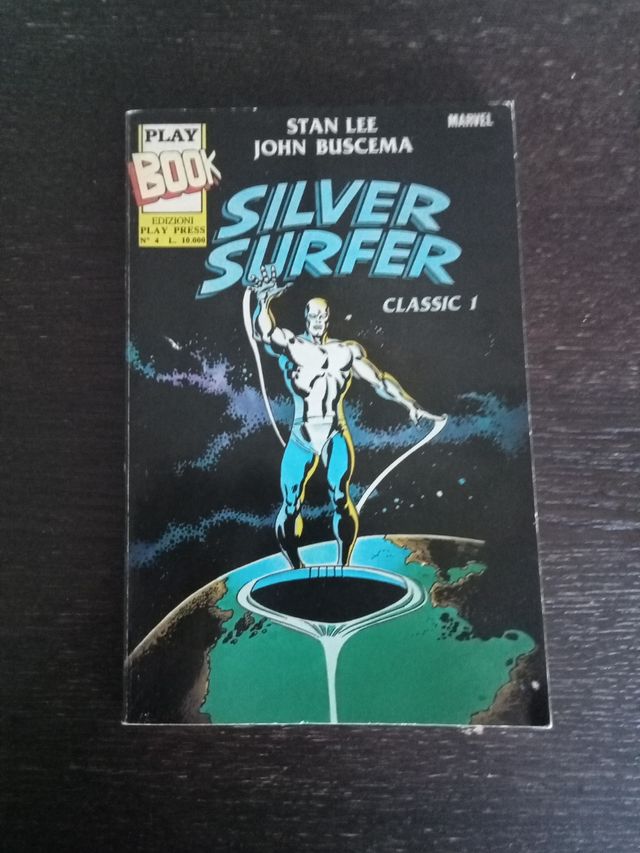 PLAY
BOOK
EDIZIONI
PLAY PRESS
N° 4 L. 10.000
STAN LEE
JOHN BUSCEMA
MARVEL
SILVER
SURFER
CLASSIC 1